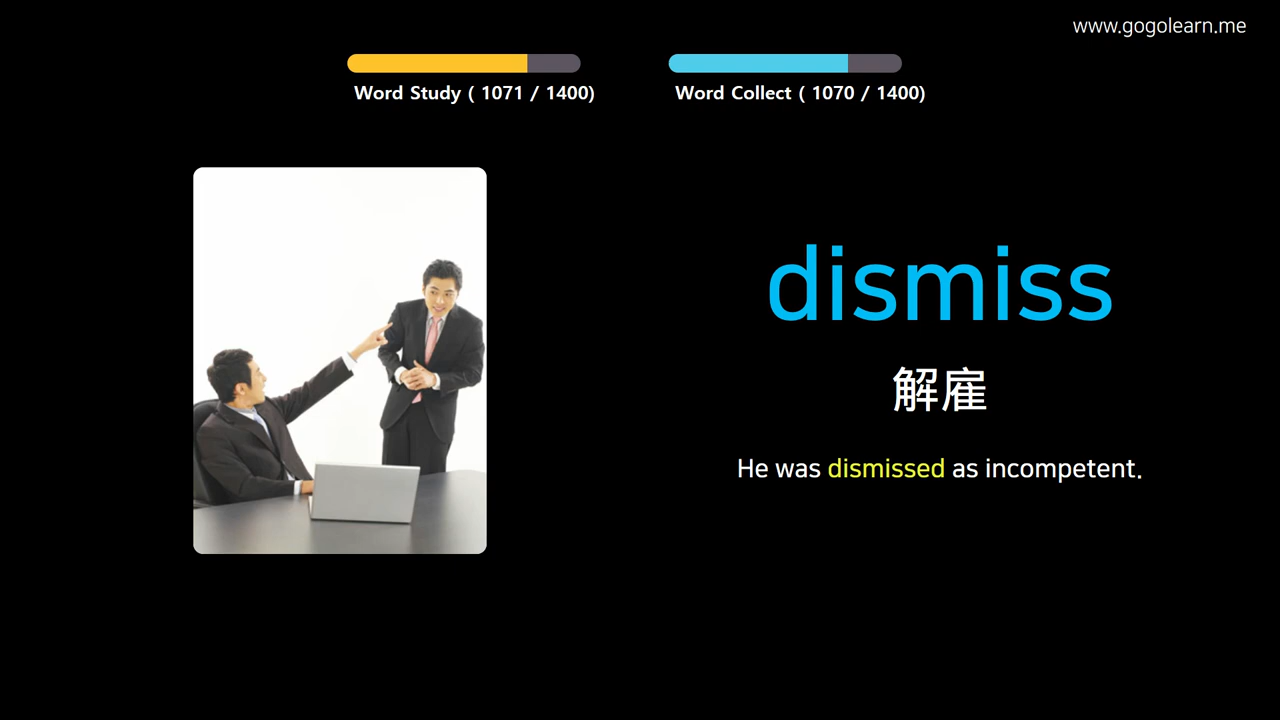 www.gogolearn.me
Word Study ( 1071 / 1400)
Word Collect ( 1070 / 1400)
dismiss
解雇
He was dismissed as incompetent.